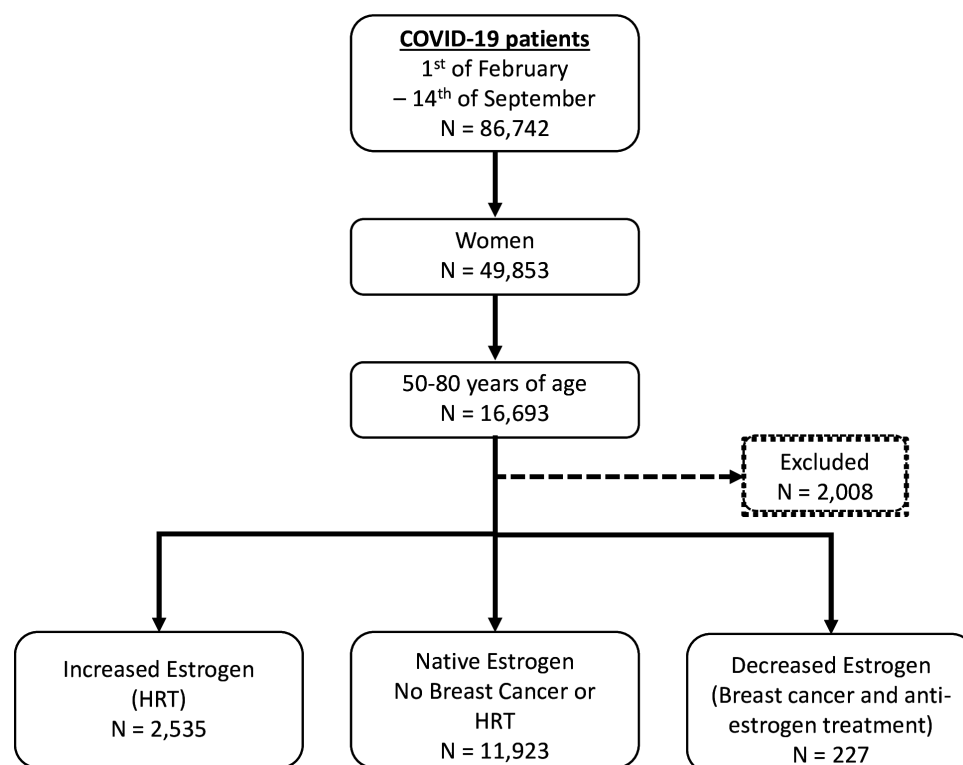 COVID-19 patients
1st of February
– 14th of September
N = 86,742
Women
N = 49,853
50-80 years of age
N = 16,693
Excluded
N = 2,008
Increased Estrogen
(HRT)
N = 2,535
Native Estrogen
No Breast Cancer or
HRT
N = 11,923
Decreased Estrogen
(Breast cancer and anti-
estrogen treatment)
N = 227